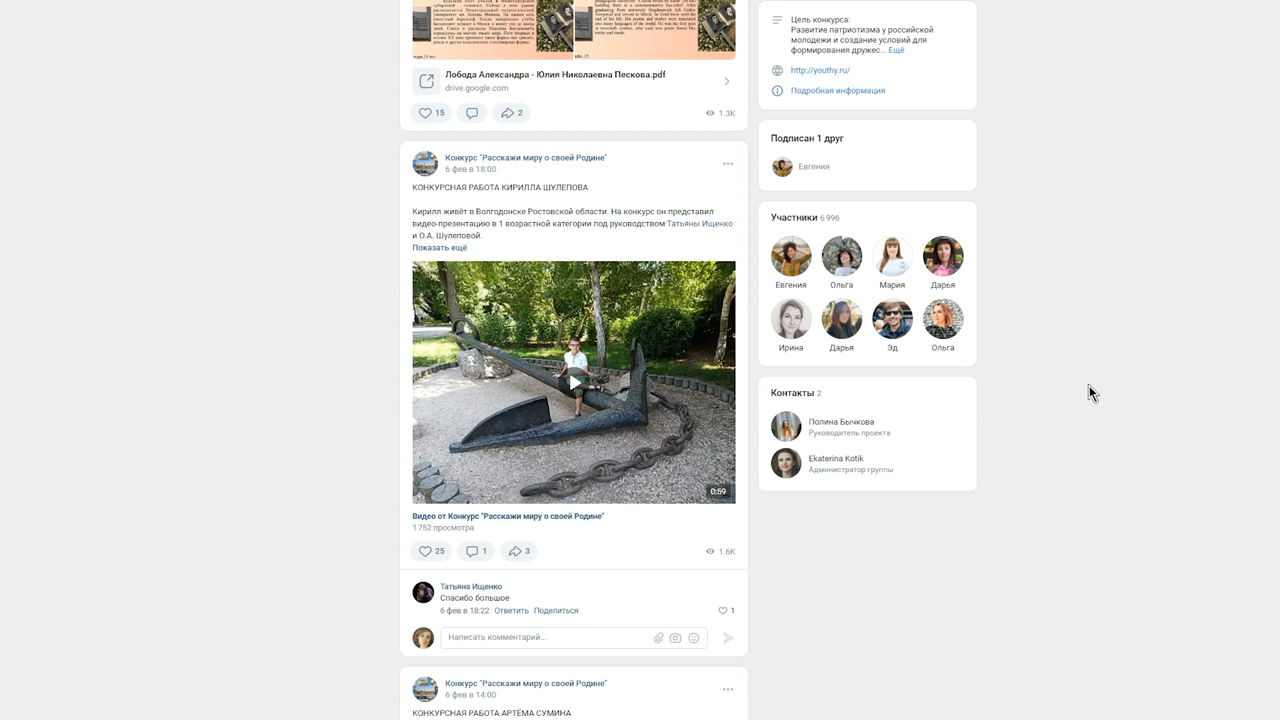 Лобода Александра - Юлия Николаевна Пескова.pdf
drive.google.com
15
2
1.3K
Конкурс "Расскажи миру о своей Родине"
6 фев в 18:00
КОНКУРСНАЯ РАБОТА КИРИЛЛА ШУЛЕПОВА
Кирилл живёт в Волгодонске Ростовской области. На конкурс он представил
видео-презентацию в 1 возрастной категории под руководством Татьяны Ищенко
и О.А. Шулеповой.
Показать ещё
0:59
Видео от Конкурс "Расскажи миру о своей Родине"
1 752 просмотра
25
1
3
1.6K
Татьяна Ищенко
Спасибо большое
6 фев в 18:22 Ответить Поделиться
1
Написать комментарий...
Конкурс "Расскажи миру о своей Родине"
6 фев в 14:00
КОНКУРСНАЯ РАБОТА АРТЁМА СУМИНА
Цель конкурса:
Развитие патриотизма у российской
молодежи и создание условий для
формирования дружес... Ещё
http://youthy.ru/
Подробная информация
Подписан 1 друг
Евгения
Участники 6 996
Евгения Ольга Мария Дарья
Ирина Дарья Эд Ольга
Контакты 2
Полина Бычкова
Руководитель проекта
Ekaterina Kotik
Администратор группы